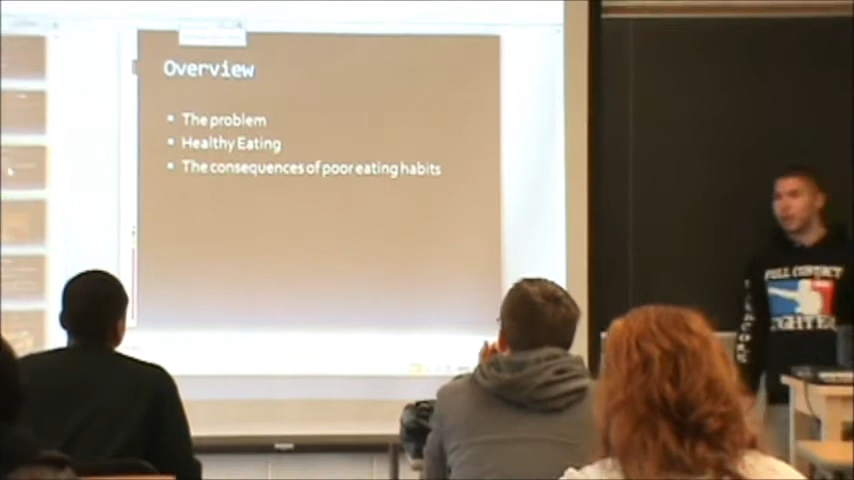 Overview
The problem
Healthy Eating
The consequences of poor eating habits
FULL CONTACT
FIGHTER